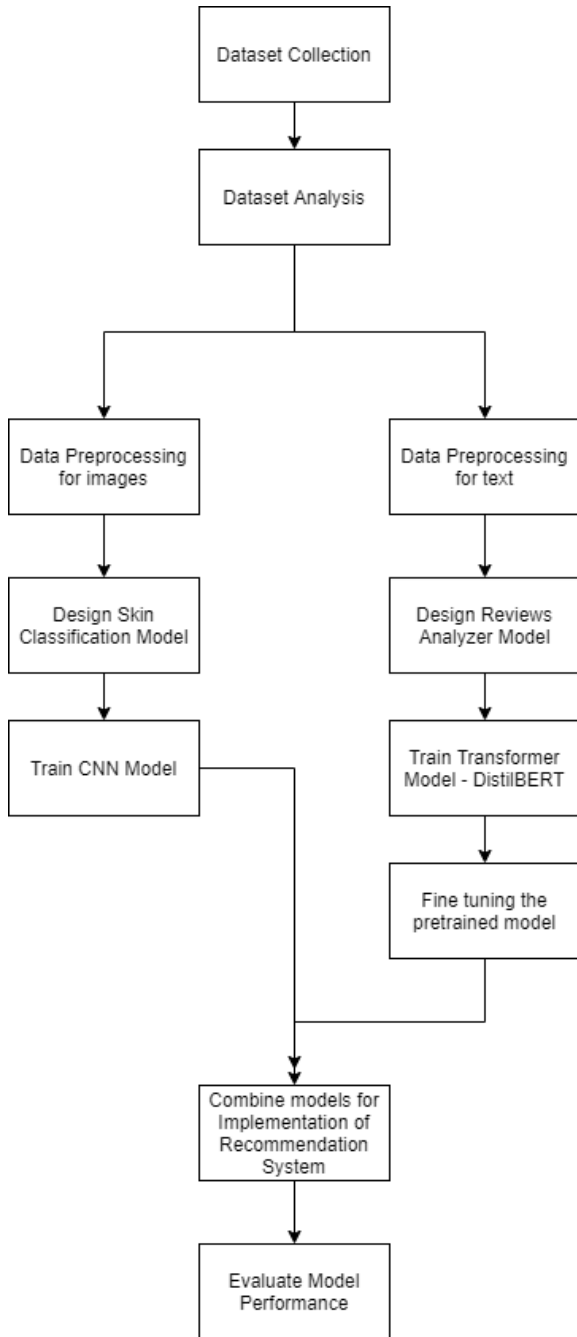 Dataset Collection
Dataset Analysis
Data Preprocessing
for images
Data Preprocessing
for text
Design Skin
Classification Model
Design Reviews
Analyzer Model
Train CNN Model
Train Transformer
Model - DistilBERT
Fine tuning the
pretrained model
Combine models for
Implementation of
Recommendation
System
Evaluate Model
Performance